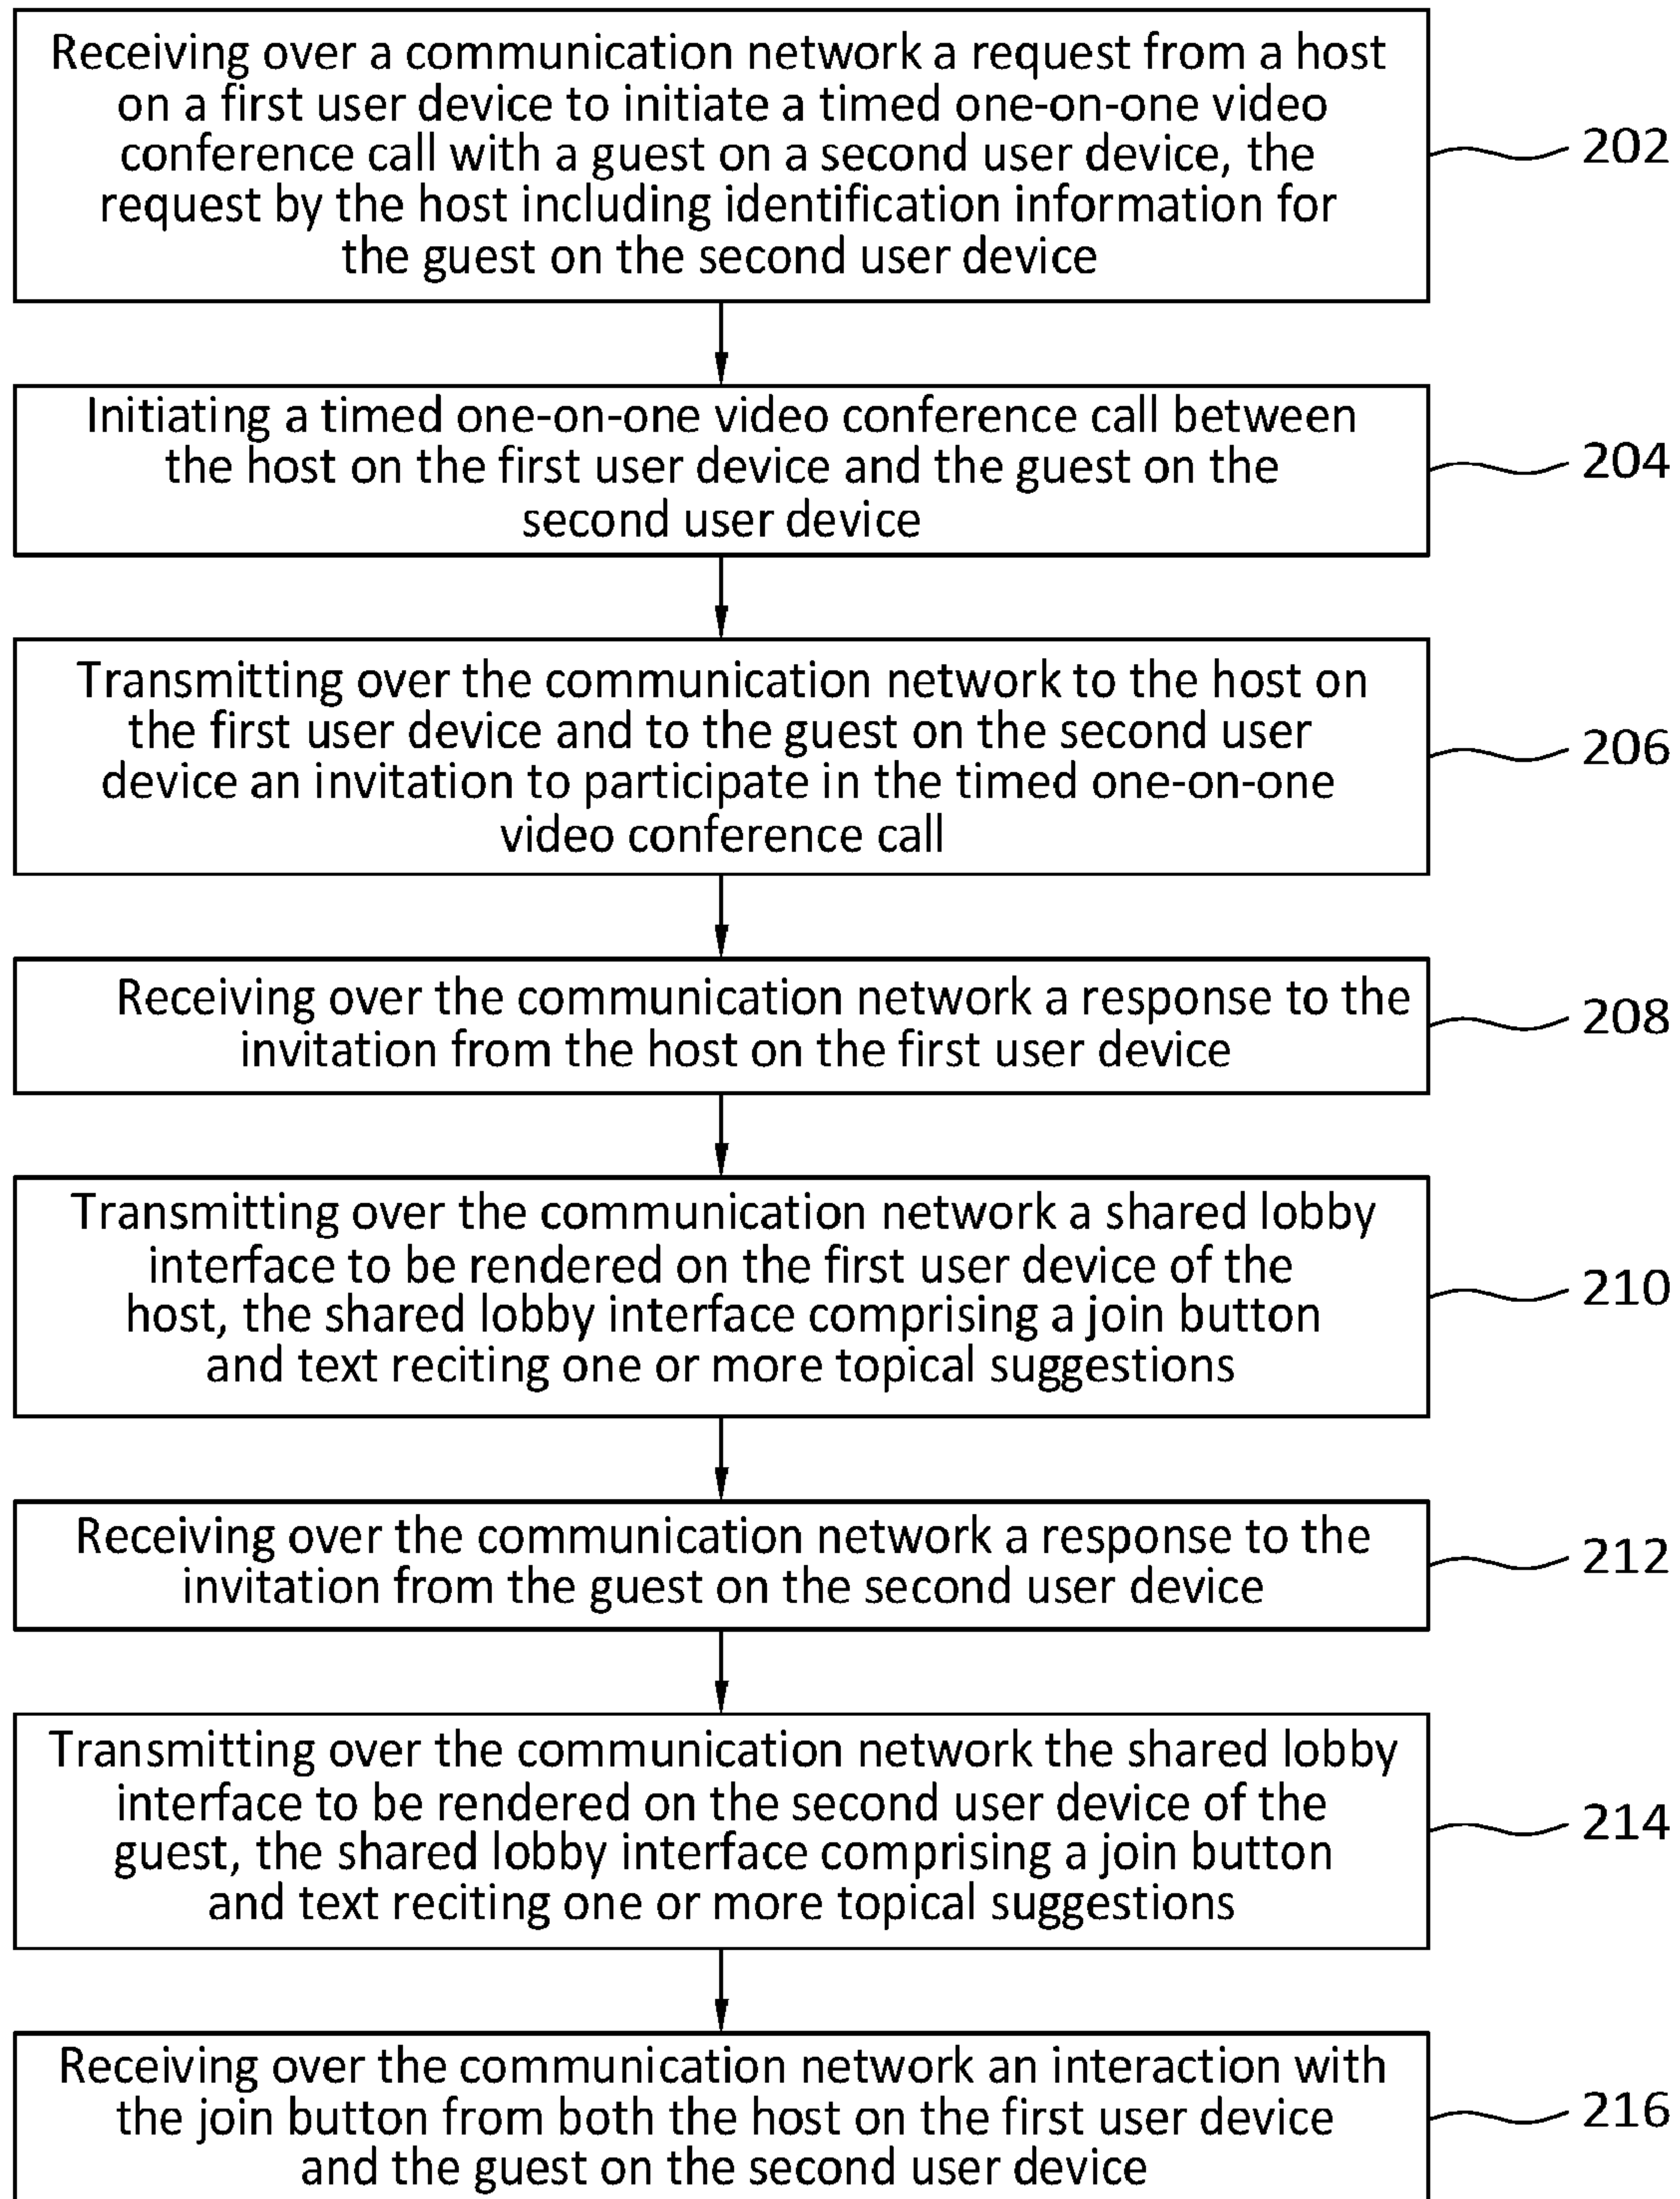 Receiving over a communication network a request from a host
on a first user device to initiate a timed one-on-one video
conference call with a guest on a second user device, the
request by the host including identification information for
the guest on the second user device
202
Initiating a timed one-on-one video conference call between
the host on the first user device and the guest on the
second user device
204
Transmitting over the communication network to the host on
the first user device and to the guest on the second user
device an invitation to participate in the timed one-on-one
video conference call
206
Receiving over the communication network a response to the
invitation from the host on the first user device
208
Transmitting over the communication network a shared lobby
interface to be rendered on the first user device of the
host, the shared lobby interface comprising a join button
and text reciting one or more topical suggestions
210
Receiving over the communication network a response to the
invitation from the guest on the second user device
212
Transmitting over the communication network the shared lobby
interface to be rendered on the second user device of the
guest, the shared lobby interface comprising a join button
and text reciting one or more topical suggestions
214
Receiving over the communication network an interaction with
the join button from both the host on the first user device
and the guest on the second user device
216